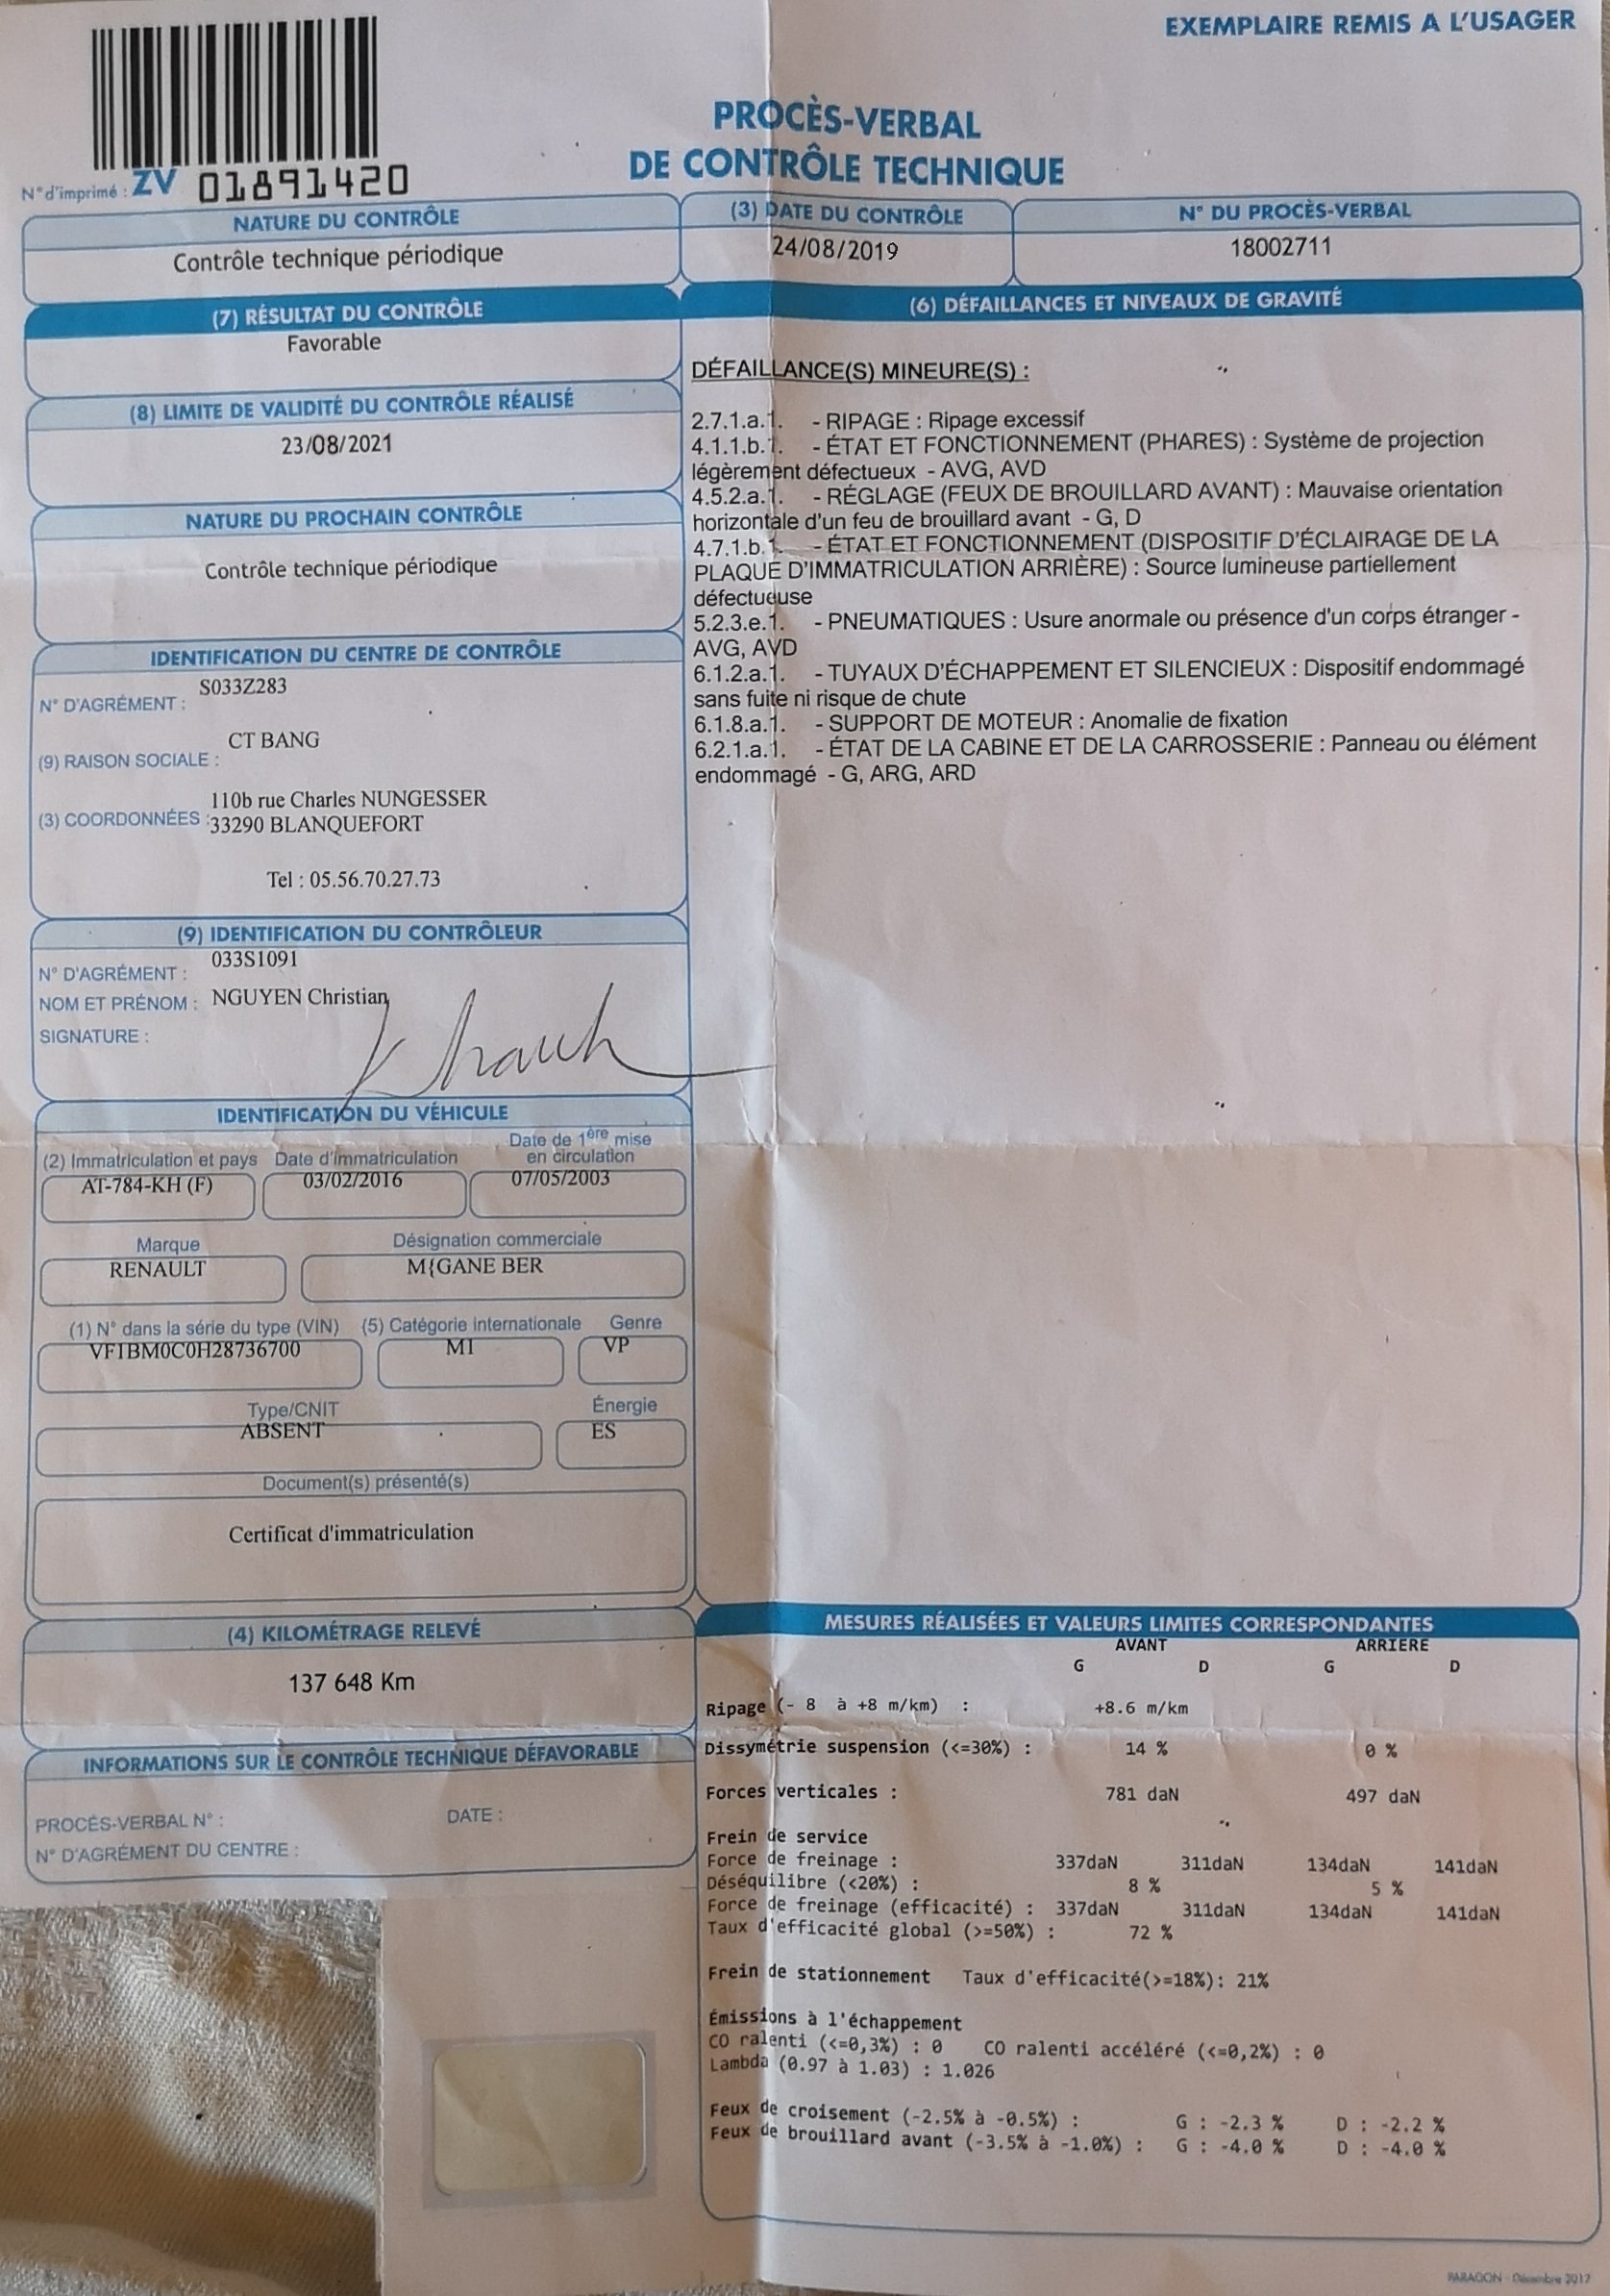 EXEMPLAIRE REMIS A L'USAGER
PROCÈS-VERBAL
DE CONTRÔLE TECHNIQUE
N°d'imprimé : ZV 01891420
NATURE DU CONTRÔLE
Contrôle technique périodique
(3) DATE DU CONTRÔLE
24/08/2019
N° DU PROCÈS-VERBAL
18002711
(7) RÉSULTAT DU CONTRÔLE
Favorable
(8) LIMITE DE VALIDITÉ DU CONTRÔLE RÉALISÉ
23/08/2021
NATURE DU PROCHAIN CONTRÔLE
Contrôle technique périodique
IDENTIFICATION DU CENTRE DE CONTRÔLE
N° D'AGRÉMENT : S033Z283
(9) RAISON SOCIALE : CT BANG
(3) COORDONNÉES : 110b rue Charles NUNGESSER
33290 BLANQUEFORT
Tel : 05.56.70.27.73
(9) IDENTIFICATION DU CONTRÔLEUR
N° D'AGRÉMENT : 033S1091
NOM ET PRÉNOM : NGUYEN Christian
SIGNATURE :
IDENTIFICATION DU VÉHICULE
(2) Immatriculation et pays
AT-784-KH (F)
Date d'immatriculation
03/02/2016
Date de 1ère mise
en circulation
07/05/2003
Marque
RENAULT
Désignation commerciale
M{GANE BER
(1) N° dans la série du type (VIN)
VF1BM0C0H28736700
(5) Catégorie internationale
M1
Genre
VP
Type/CNIT
ABSENT
Énergie
ES
Document(s) présenté(s)
Certificat d'immatriculation
(4) KILOMÉTRAGE RELEVÉ
137 648 Km
INFORMATIONS SUR LE CONTRÔLE TECHNIQUE DÉFAVORABLE
PROCÈS-VERBAL N° : DATE :
N° D'AGRÉMENT DU CENTRE :
(6) DÉFAILLANCES ET NIVEAUX DE GRAVITÉ
DÉFAILLANCE(S) MINEURE(S) :
2.7.1.a.1. - RIPAGE : Ripage excessif
4.1.1.b.1. - ÉTAT ET FONCTIONNEMENT (PHARES) : Système de projection
légèrement défectueux - AVG, AVD
4.5.2.a.1. - RÉGLAGE (FEUX DE BROUILLARD AVANT) : Mauvaise orientation
horizontale d'un feu de brouillard avant - G, D
4.7.1.b.1. - ÉTAT ET FONCTIONNEMENT (DISPOSITIF D'ÉCLAIRAGE DE LA
PLAQUE D'IMMATRICULATION ARRIÈRE) : Source lumineuse partiellement
défectueuse
5.2.3.e.1. - PNEUMATIQUES : Usure anormale ou présence d'un corps étranger -
AVG, AVD
6.1.2.a.1. - TUYAUX D'ÉCHAPPEMENT ET SILENCIEUX : Dispositif endommagé
sans fuite ni risque de chute
6.1.8.a.1. - SUPPORT DE MOTEUR : Anomalie de fixation
6.2.1.a.1. - ÉTAT DE LA CABINE ET DE LA CARROSSERIE : Panneau ou élément
endommagé - G, ARG, ARD
MESURES RÉALISÉES ET VALEURS LIMITES CORRESPONDANTES
AVANT ARRIERE
G D G D
Ripage (- 8 à +8 m/km) : +8.6 m/km
Dissymétrie suspension (<=30%) : 14 % 0 %
Forces verticales : 781 daN 497 daN
Frein de service
Force de freinage : 337daN 311daN 134daN 141daN
Déséquilibre (<20%) : 8 % 5 %
Force de freinage (efficacité) : 337daN 311daN 134daN 141daN
Taux d'efficacité global (>=50%) : 72 %
Frein de stationnement Taux d'efficacité(>=18%): 21%
Émissions à l'échappement
CO ralenti (<=0,3%) : 0 CO ralenti accéléré (<=0,2%) : 0
Lambda (0.97 à 1.03) : 1.026
Feux de croisement (-2.5% à -0.5%) : G : -2.3 % D : -2.2 %
Feux de brouillard avant (-3.5% à -1.0%) : G : -4.0 % D : -4.0 %
PARAGON - Décembre 2017